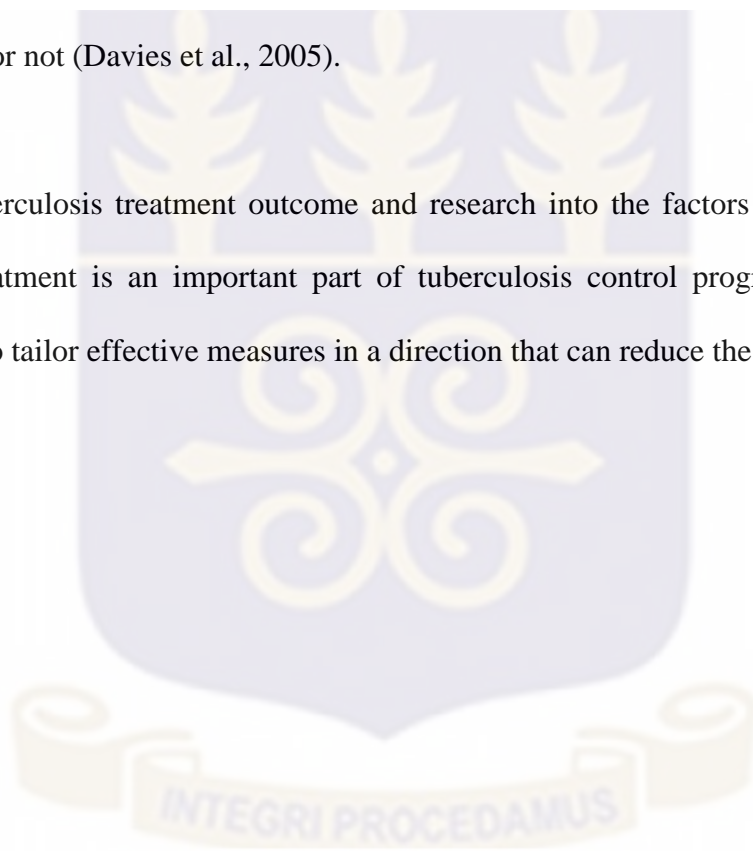 or not (Davies et al., 2005).
erculosis treatment outcome and research into the factors
atment is an important part of tuberculosis control prog
o tailor effective measures in a direction that can reduce the
INTEGRI PROCEDAMUS